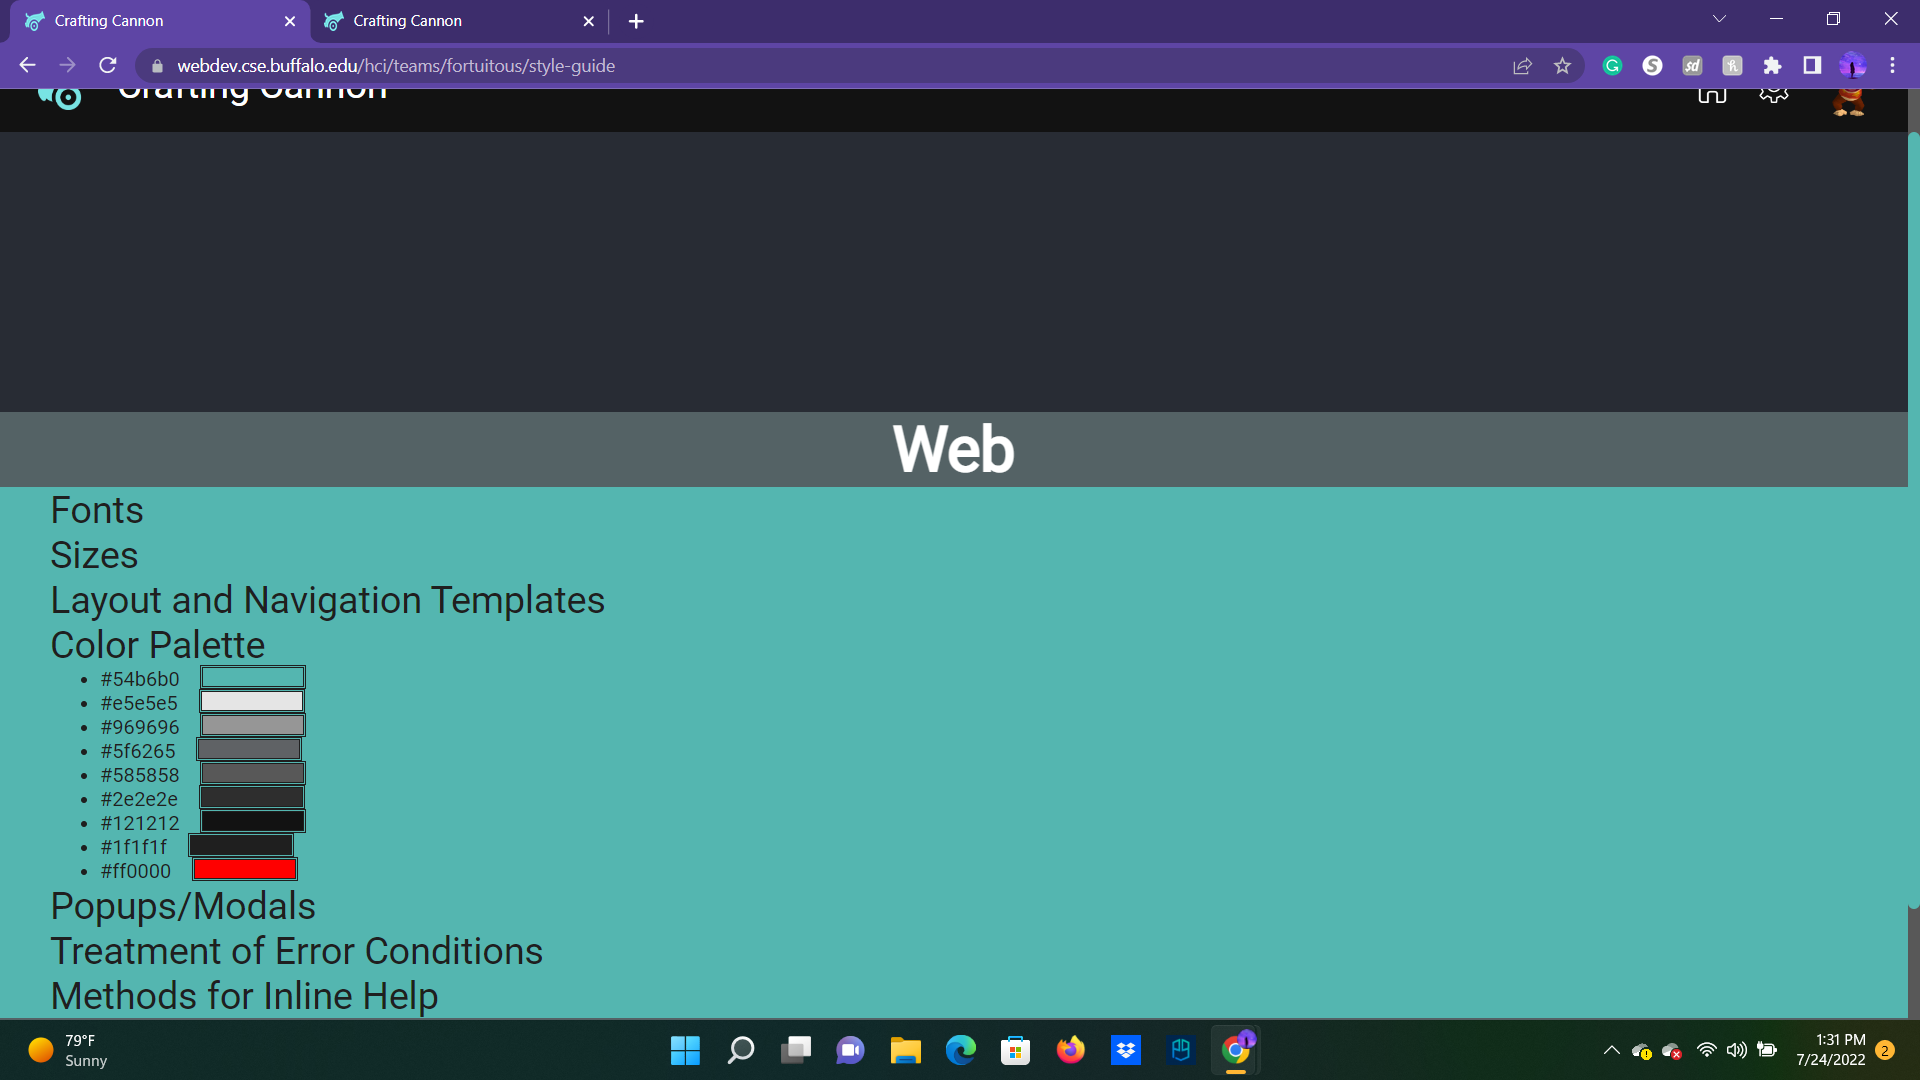 Crafting Cannon
Crafting Cannon
webdev.cse.buffalo.edu/hci/teams/fortuitous/style-guide
Crafting Cannon
Web
Fonts
Sizes
Layout and Navigation Templates
Color Palette
#54b6b0
#e5e5e5
#969696
#5f6265
#585858
#2e2e2e
#121212
#1f1f1f
#ff0000
Popups/Modals
Treatment of Error Conditions
Methods for Inline Help
79°F
Sunny
1:31 PM
7/24/2022
2